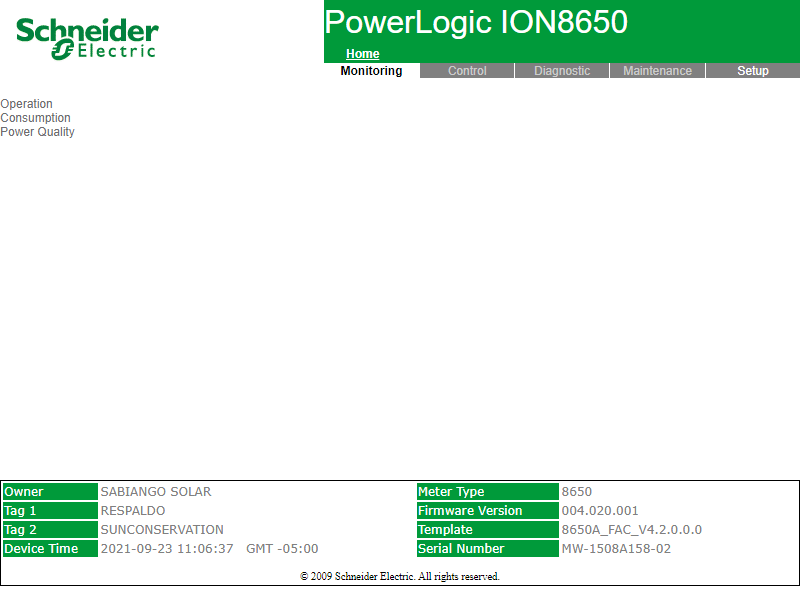 Schneider
Electric
PowerLogic ION8650
Home
Monitoring Control Diagnostic Maintenance Setup
Operation
Consumption
Power Quality
Owner SABIANGO SOLAR Meter Type 8650
Tag 1 RESPALDO Firmware Version 004.020.001
Tag 2 SUNCONSERVATION Template 8650A_FAC_V4.2.0.0.0
Device Time 2021-09-23 11:06:37 GMT -05:00 Serial Number MW-1508A158-02
© 2009 Schneider Electric. All rights reserved.